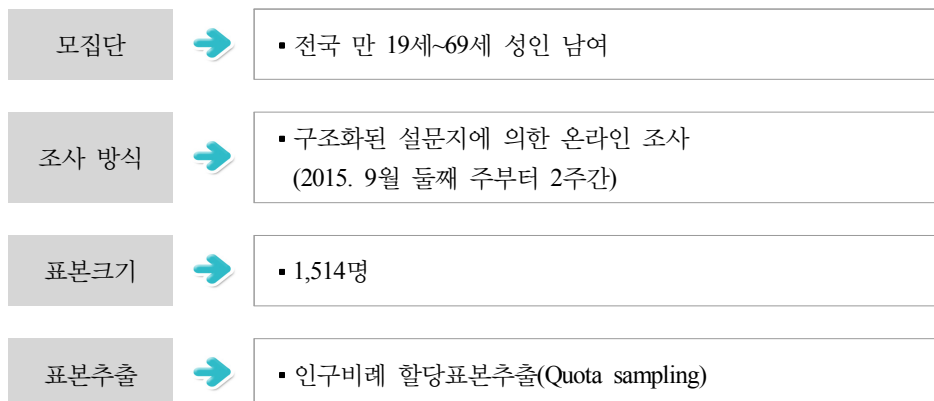 모집단
▪ 전국 만 19세~69세 성인 남여
조사 방식
▪ 구조화된 설문지에 의한 온라인 조사
(2015. 9월 둘째 주부터 2주간)
표본크기
▪ 1,514명
표본추출
▪ 인구비례 할당표본추출(Quota sampling)